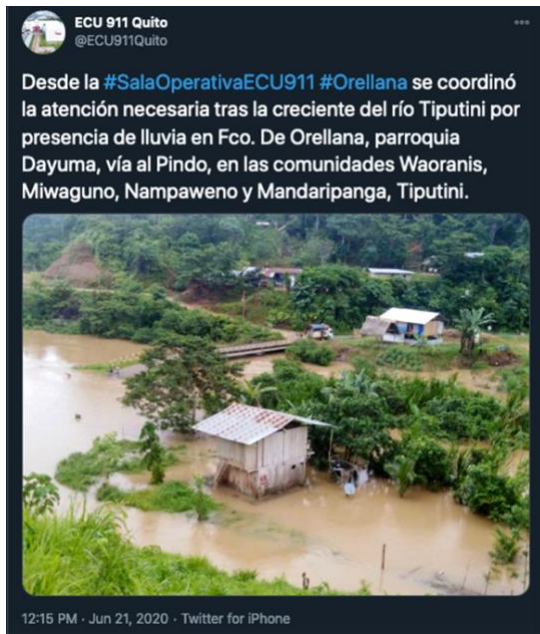 ECU 911 Quito
@ECU911Quito
Desde la #SalaOperativaECU911 #Orellana se coordinó
la atención necesaria tras la creciente del río Tiputini por
presencia de lluvia en Fco. De Orellana, parroquia
Dayuma, vía al Pindo, en las comunidades Waoranis,
Miwaguno, Nampaweno y Mandaripanga, Tiputini.
12:15 PM · Jun 21, 2020 · Twitter for iPhone